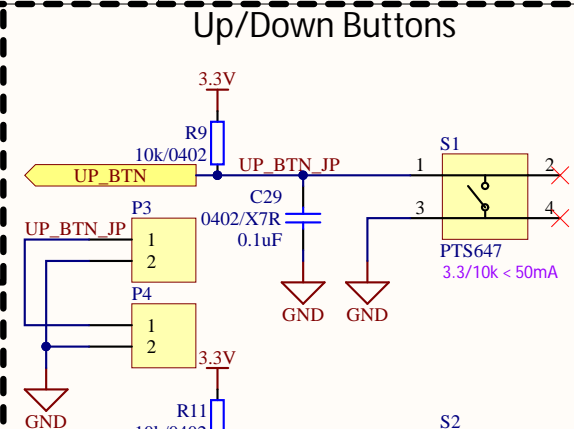 Up/Down Buttons
3.3V
R9
10k/0402
UP_BTN
UP_BTN_JP
S1
1
2
3
4
PTS647
3.3/10k < 50mA
C29
0402/X7R
0.1uF
GND
GND
UP_BTN_JP
P3
1
2
P4
1
2
GND
3.3V
R11
10k/0402
S2